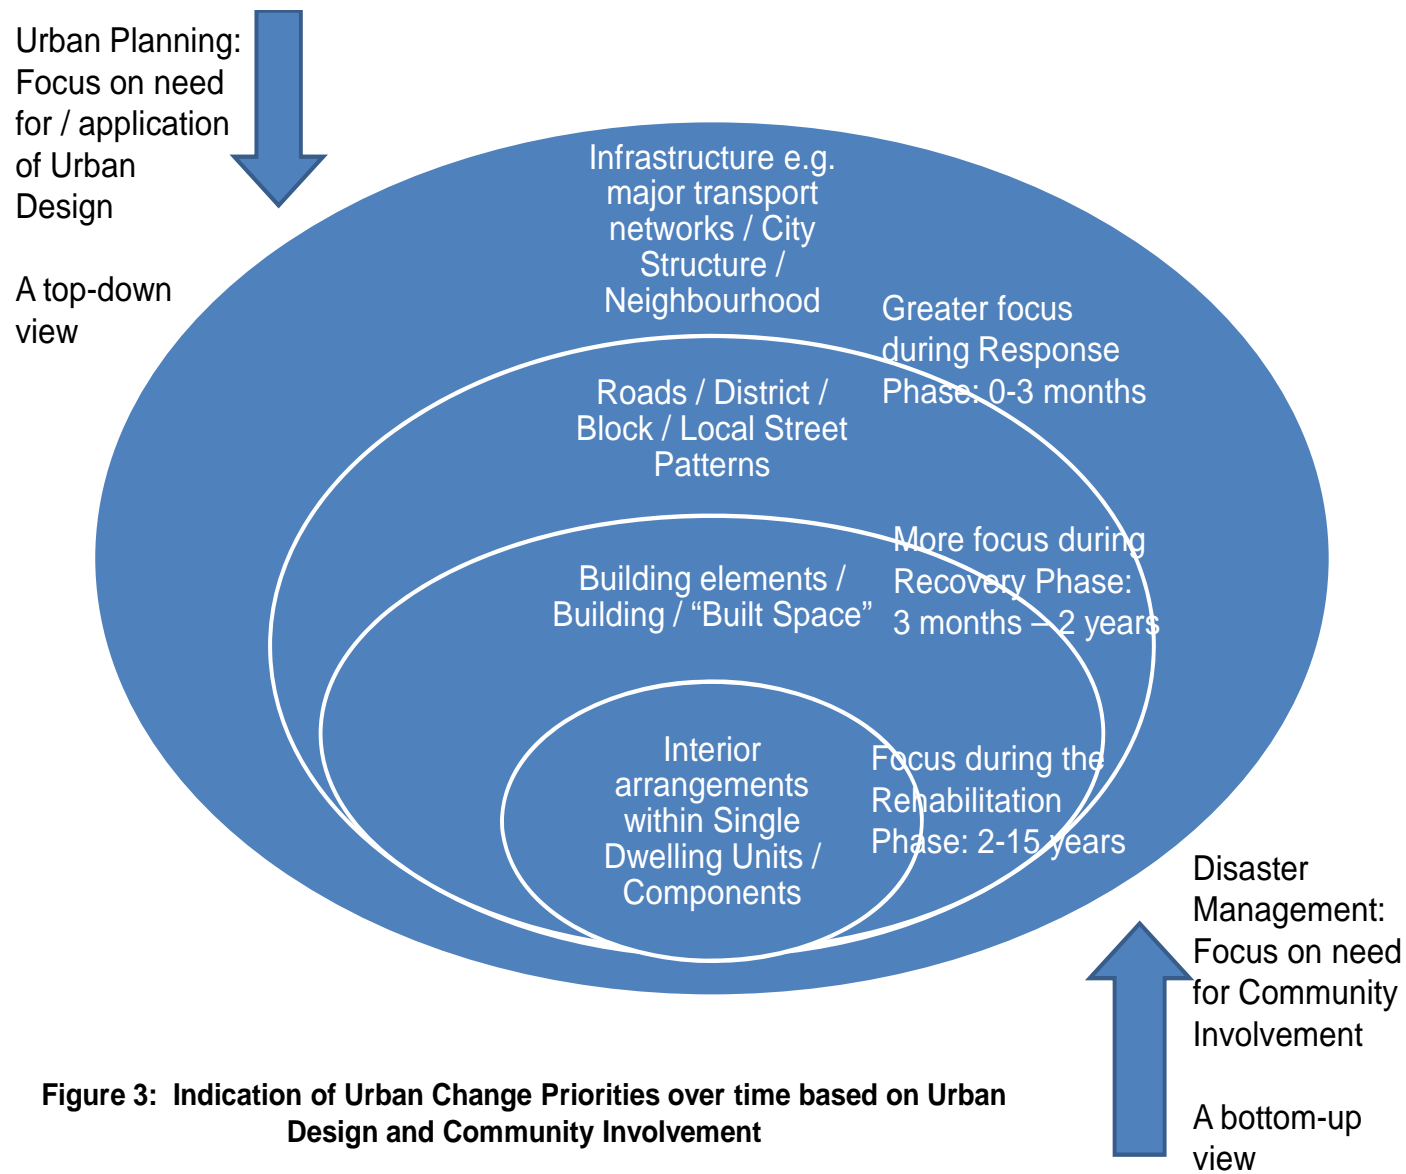 Urban Planning:
Focus on need
for / application
of Urban
Design
A top-down
view
Infrastructure e.g.
major transport
networks / City
Structure /
Neighbourhood
Greater focus
during Response
Phase: 0-3 months
Roads / District /
Block / Local Street
Patterns
More focus during
Recovery Phase:
3 months – 2 years
Building elements /
Building / “Built Space”
Interior
arrangements
within Single
Dwelling Units /
Components
Focus during the
Rehabilitation
Phase: 2-15 years
Disaster
Management:
Focus on need
for Community
Involvement
A bottom-up
view
Figure 3:  Indication of Urban Change Priorities over time based on Urban
Design and Community Involvement